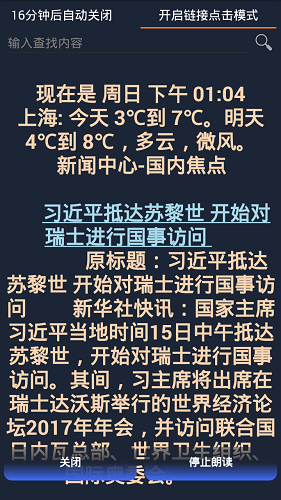 16分钟后自动关闭 开启链接点击模式
输入查找内容
现在是 周日 下午 01:04
上海: 今天 3℃到 7℃。明天
4℃到 8℃，多云，微风。
新闻中心-国内焦点
习近平抵达苏黎世 开始对
瑞士进行国事访问
原标题：习近平抵达
苏黎世 开始对瑞士进行国事访
问 新华社快讯：国家主席
习近平当地时间15日中午抵达
苏黎世，开始对瑞士进行国事
访问。其间，习主席将出席在
瑞士达沃斯举行的世界经济论
坛2017年年会，并访问联合国
日内瓦总部、世界卫生组织、
国际奥委会。
关闭 停止朗读